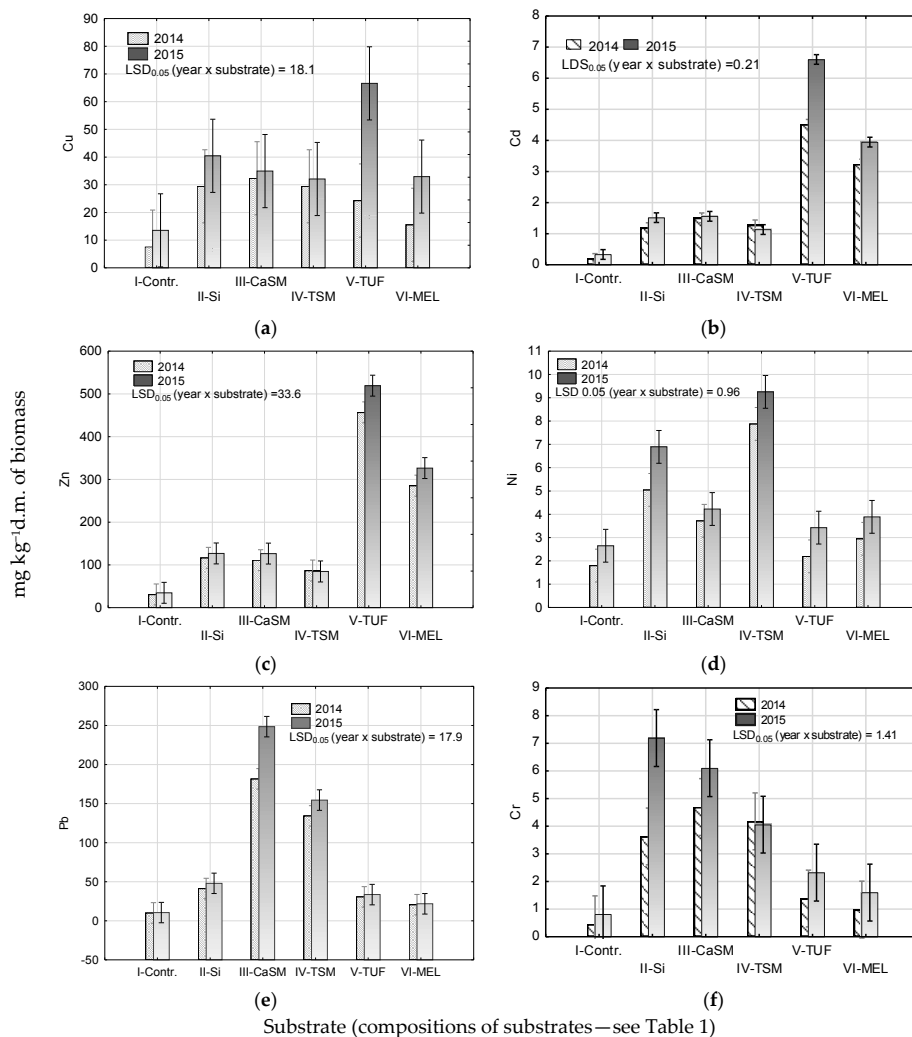 90
80
70
60
50
40
30
20
10
0
Cu
2014
2015
LSD0.05 (year x substrate) = 18.1
I-Contr.
II-Si
III-CaSM
IV-TSM
V-TUF
VI-MEL
(a)
8
7
6
5
4
3
2
1
0
Cd
2014 2015
LDS0.05 (year x substrate) =0.21
I-Contr.
II-Si
III-CaSM
IV-TSM
V-TUF
VI-MEL
(b)
mg kg⁻¹d.m. of biomass
600
500
400
300
200
100
0
Zn
2014
2015
LSD0.05 (year x substrate) =33.6
I-Contr.
II-Si
III-CaSM
IV-TSM
V-TUF
VI-MEL
(c)
11
10
9
8
7
6
5
4
3
2
1
0
Ni
2014
2015
LSD 0.05 (year x substrate) = 0.96
I-Contr.
II-Si
III-CaSM
IV-TSM
V-TUF
VI-MEL
(d)
300
250
200
150
100
50
0
-50
Pb
2014
2015
LSD0.05 (year x substrate) = 17.9
I-Contr.
II-Si
III-CaSM
IV-TSM
V-TUF
VI-MEL
(e)
9
8
7
6
5
4
3
2
1
0
Cr
2014
2015
LSD0.05 (year x substrate) = 1.41
I-Contr.
II-Si
III-CaSM
IV-TSM
V-TUF
VI-MEL
(f)
Substrate (compositions of substrates—see Table 1)